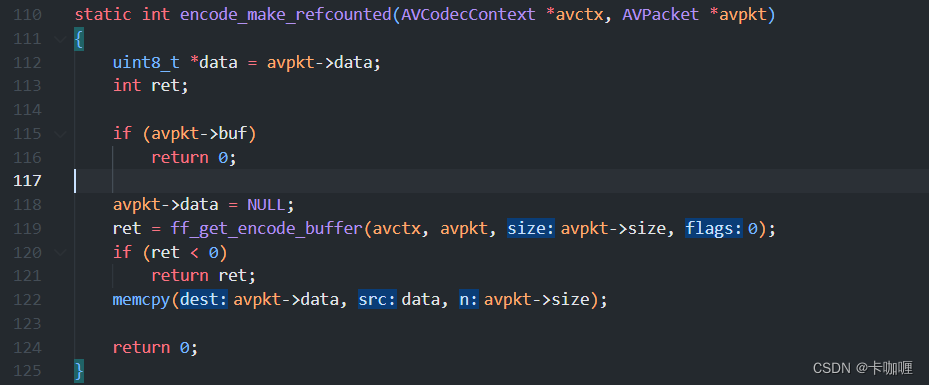 110 static int encode_make_refcounted(AVCodecContext *avctx, AVPacket *avpkt)
111 {
112     uint8_t *data = avpkt->data;
113     int ret;
114
115     if (avpkt->buf)
116         return 0;
117
118     avpkt->data = NULL;
119     ret = ff_get_encode_buffer(avctx, avpkt, size: avpkt->size, flags: 0);
120     if (ret < 0)
121         return ret;
122     memcpy(dest: avpkt->data, src: data, n: avpkt->size);
123
124     return 0;
125 }
CSDN @卡咖喱